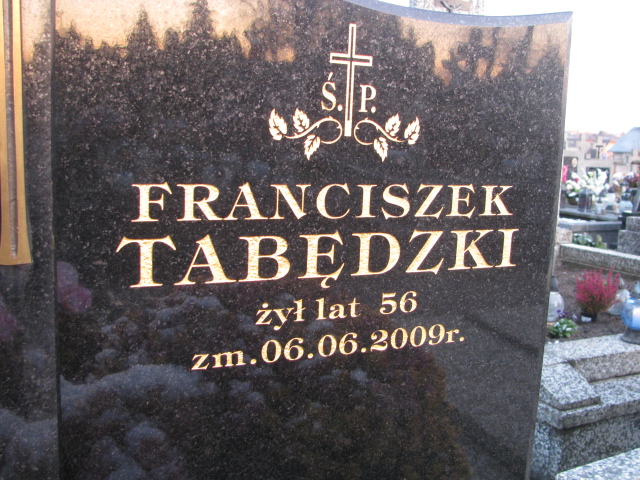 Ś. P.
FRANCISZEK
TABĘDZKI
żył lat 56
zm.06.06.2009r.